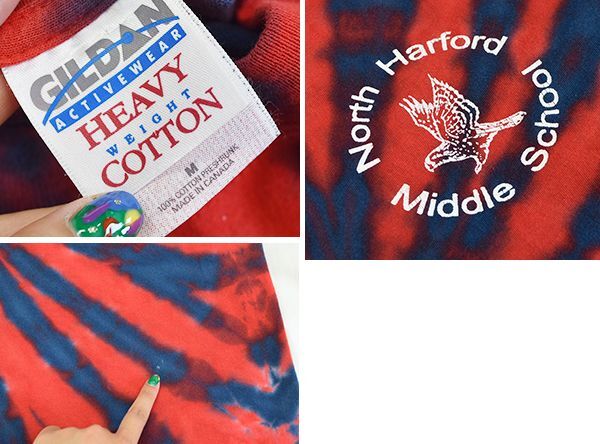 GILDAN
ACTIVEWEAR
HEAVY
WEIGHT
COTTON
M
100% COTTON PRESHRUNK
MADE IN CANADA
North Harford
Middle School